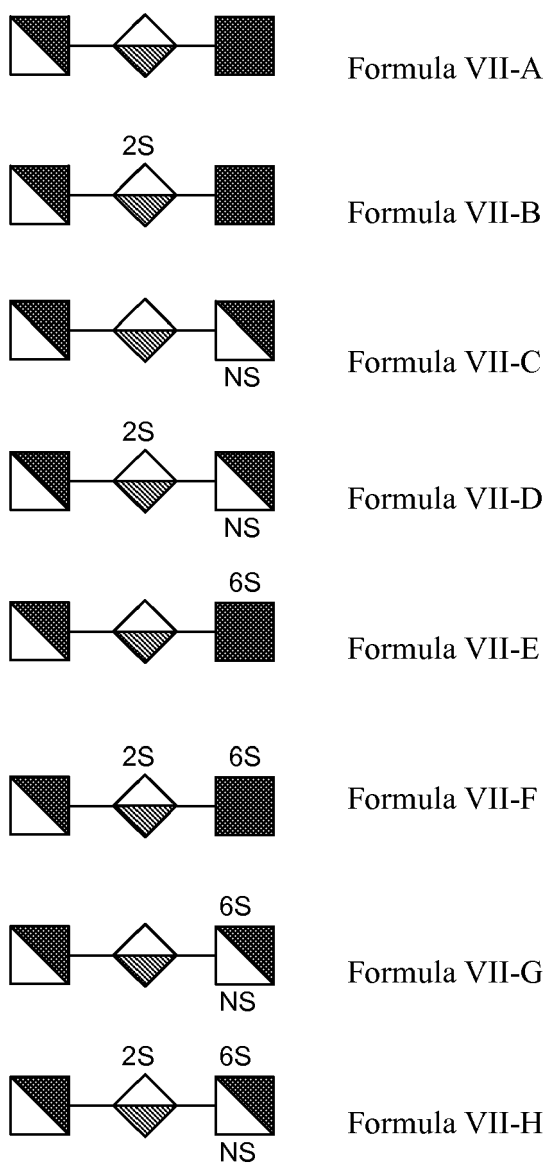 Formula VII-A
2S
Formula VII-B
NS
Formula VII-C
2S
NS
Formula VII-D
6S
Formula VII-E
2S 6S
Formula VII-F
6S
NS
Formula VII-G
2S 6S
NS
Formula VII-H